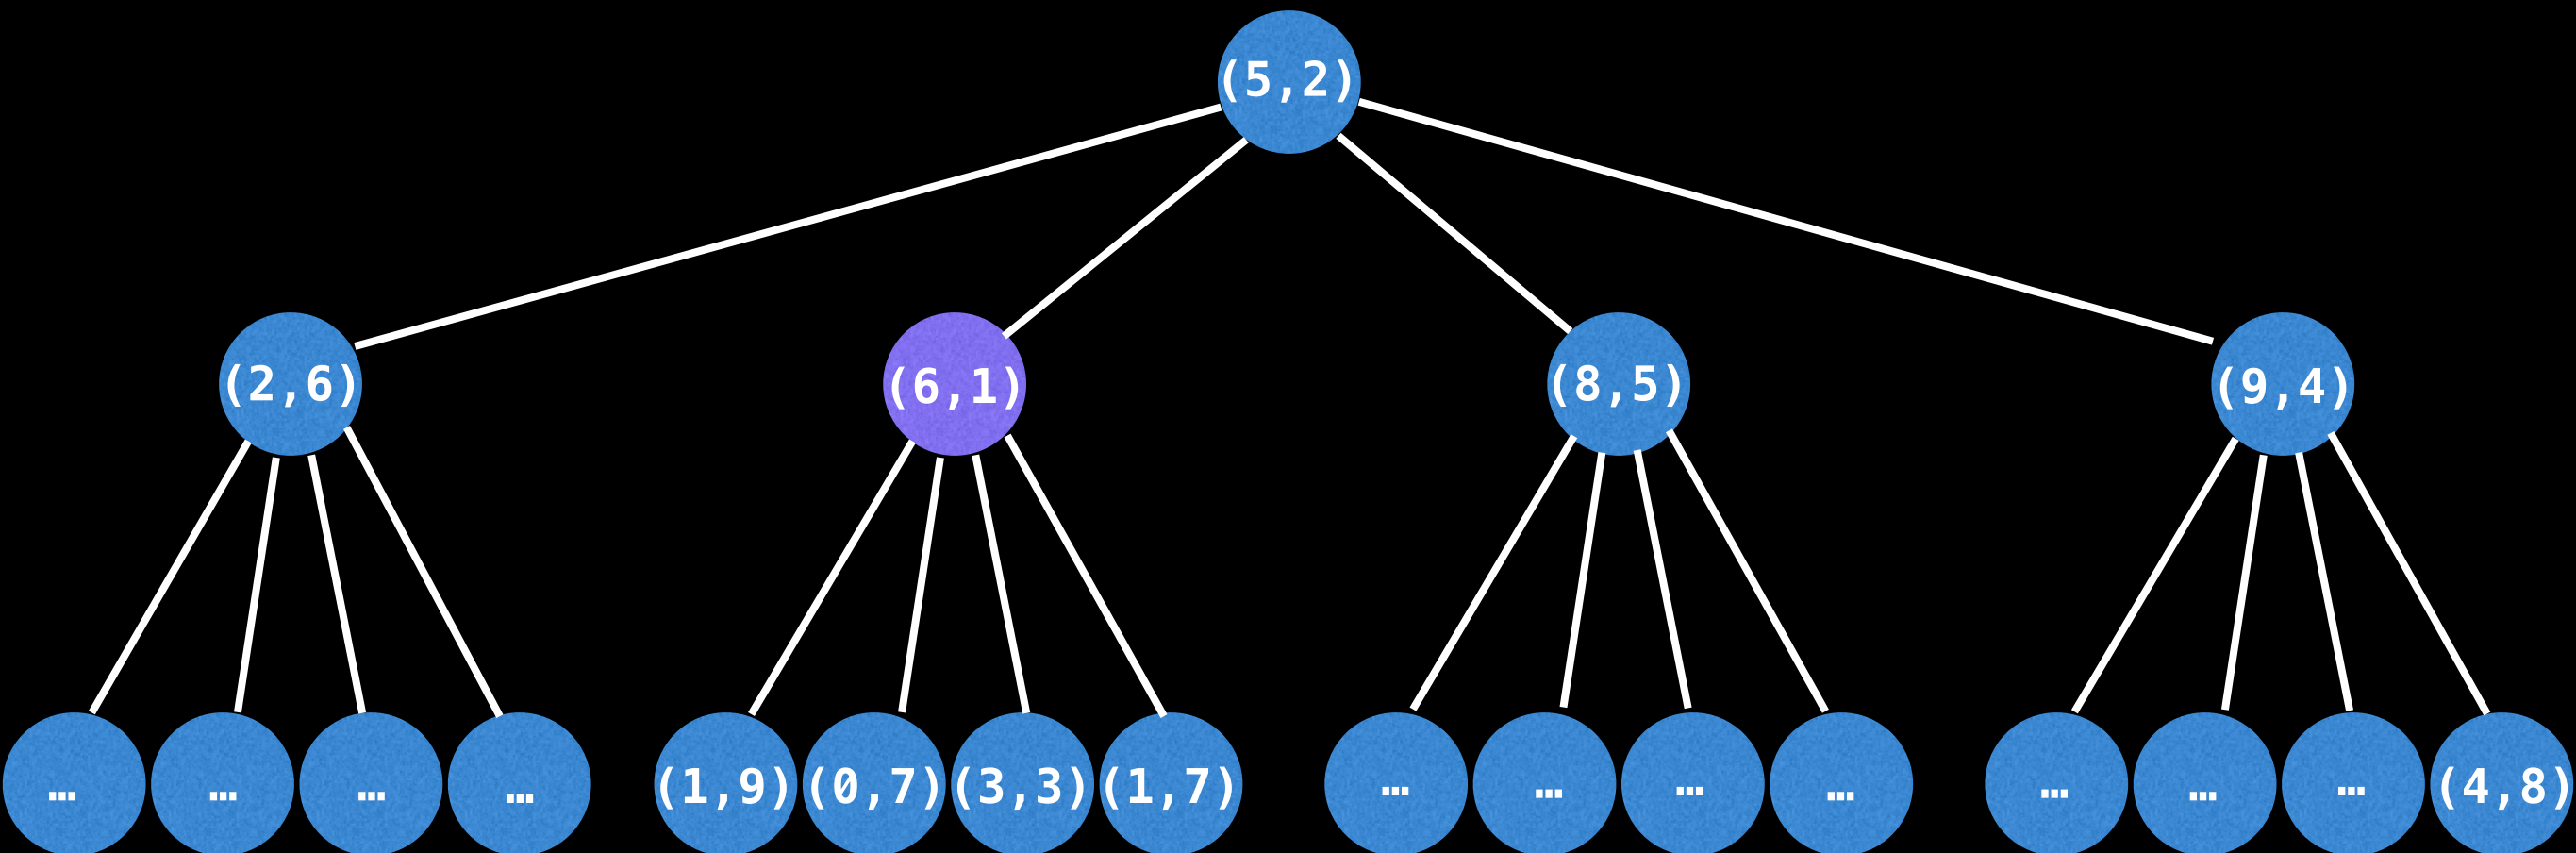 (5,2)
(2,6) (6,1) (8,5) (9,4)
… … … … (1,9) (0,7) (3,3) (1,7) … … … … … … … (4,8)